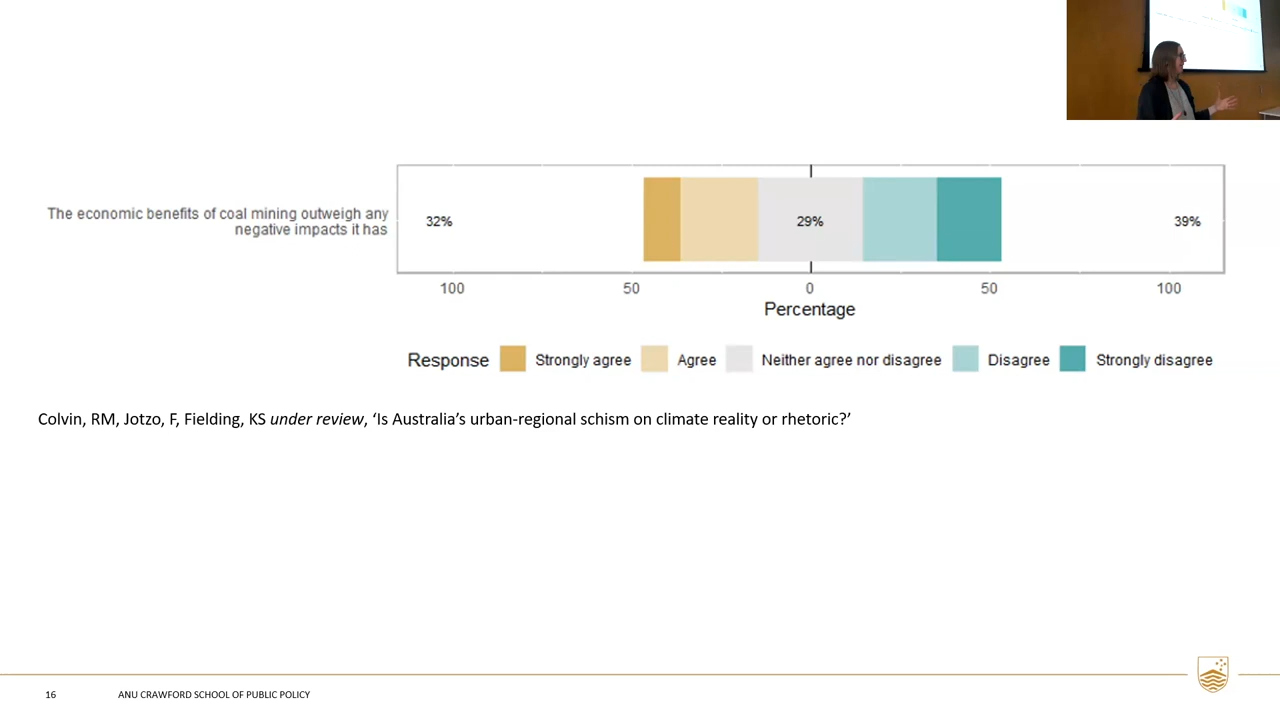 The economic benefits of coal mining outweigh any
negative impacts it has
32%
29%
39%
100
50
0
50
100
Percentage
Response
Strongly agree
Agree
Neither agree nor disagree
Disagree
Strongly disagree
Colvin, RM, Jotzo, F, Fielding, KS under review, ‘Is Australia’s urban-regional schism on climate reality or rhetoric?’
16
ANU CRAWFORD SCHOOL OF PUBLIC POLICY